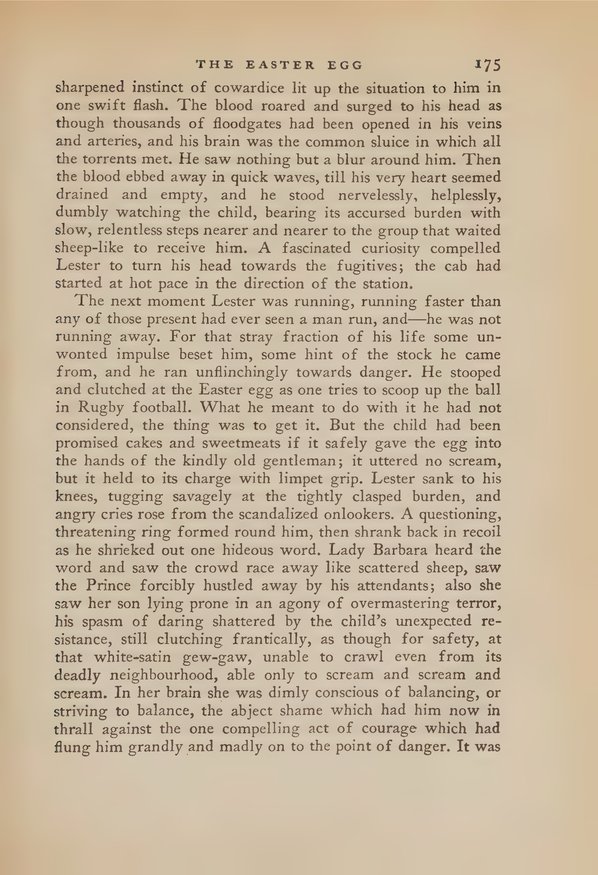 THE EASTER EGG 175
sharpened instinct of cowardice lit up the situation to him in
one swift flash. The blood roared and surged to his head as
though thousands of floodgates had been opened in his veins
and arteries, and his brain was the common sluice in which all
the torrents met. He saw nothing but a blur around him. Then
the blood ebbed away in quick waves, till his very heart seemed
drained and empty, and he stood nervelessly, helplessly,
dumbly watching the child, bearing its accursed burden with
slow, relentless steps nearer and nearer to the group that waited
sheep-like to receive him. A fascinated curiosity compelled
Lester to turn his head towards the fugitives; the cab had
started at hot pace in the direction of the station.
The next moment Lester was running, running faster than
any of those present had ever seen a man run, and—he was not
running away. For that stray fraction of his life some un-
wonted impulse beset him, some hint of the stock he came
from, and he ran unflinchingly towards danger. He stooped
and clutched at the Easter egg as one tries to scoop up the ball
in Rugby football. What he meant to do with it he had not
considered, the thing was to get it. But the child had been
promised cakes and sweetmeats if it safely gave the egg into
the hands of the kindly old gentleman; it uttered no scream,
but it held to its charge with limpet grip. Lester sank to his
knees, tugging savagely at the tightly clasped burden, and
angry cries rose from the scandalized onlookers. A questioning,
threatening ring formed round him, then shrank back in recoil
as he shrieked out one hideous word. Lady Barbara heard the
word and saw the crowd race away like scattered sheep, saw
the Prince forcibly hustled away by his attendants; also she
saw her son lying prone in an agony of overmastering terror,
his spasm of daring shattered by the child's unexpected re-
sistance, still clutching frantically, as though for safety, at
that white-satin gew-gaw, unable to crawl even from its
deadly neighbourhood, able only to scream and scream and
scream. In her brain she was dimly conscious of balancing, or
striving to balance, the abject shame which had him now in
thrall against the one compelling act of courage which had
flung him grandly and madly on to the point of danger. It was